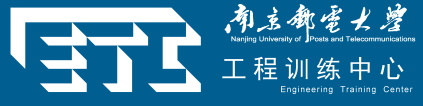 ETC
南京郵電大學
Nanjing University of Posts and Telecommunications
工程训练中心
Engineering Training Center